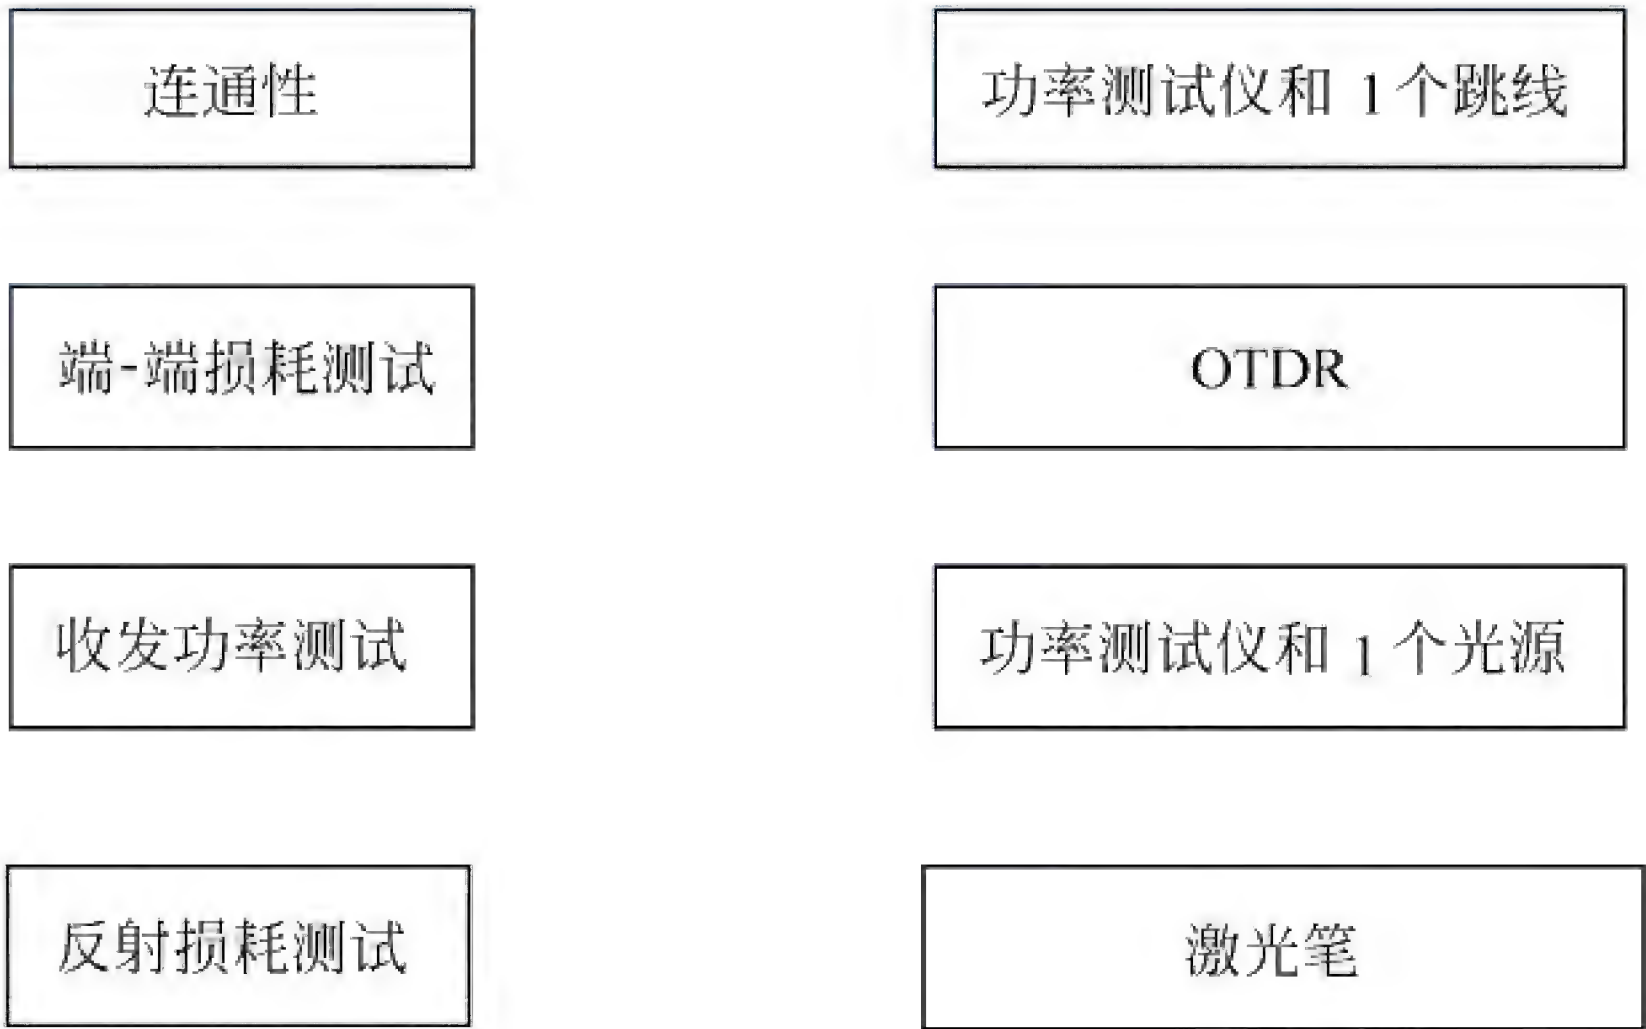 连通性
功率测试仪和 1个跳线
端-端损耗测试
OTDR
收发功率测试
功率测试仪和 1个光源
反射损耗测试
激光笔